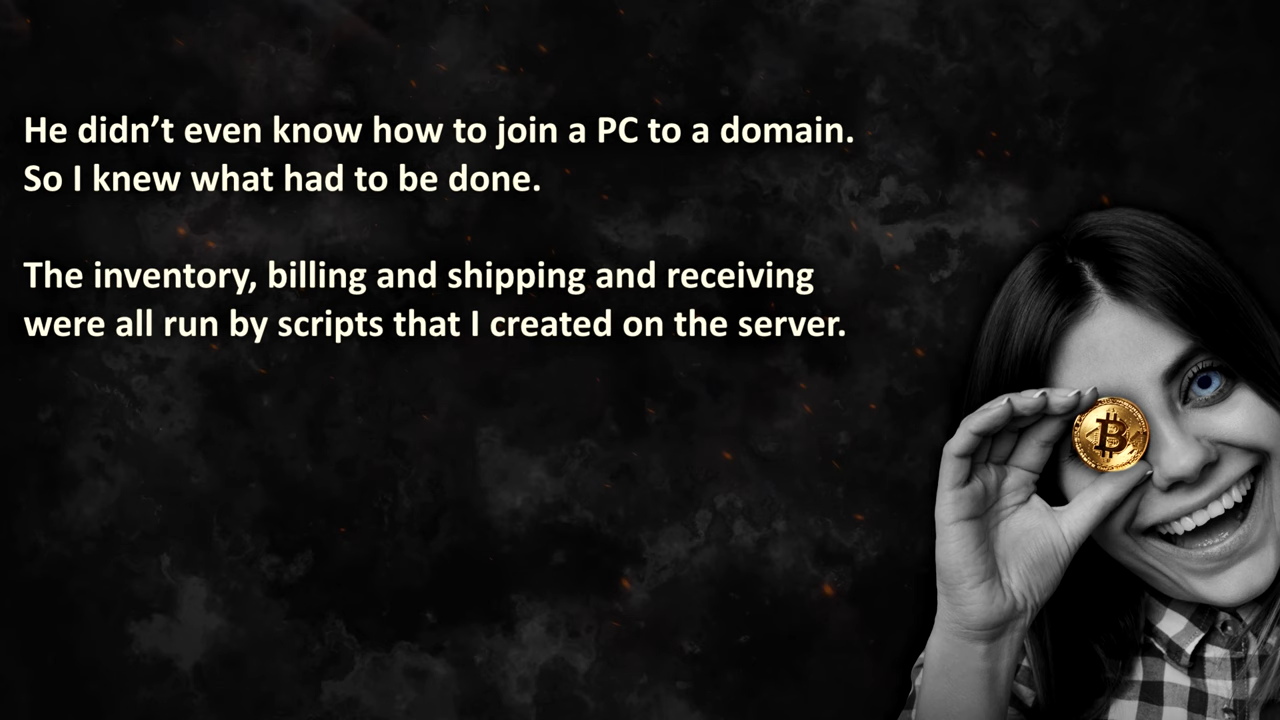 He didn’t even know how to join a PC to a domain.
So I knew what had to be done.
The inventory, billing and shipping and receiving
were all run by scripts that I created on the server.